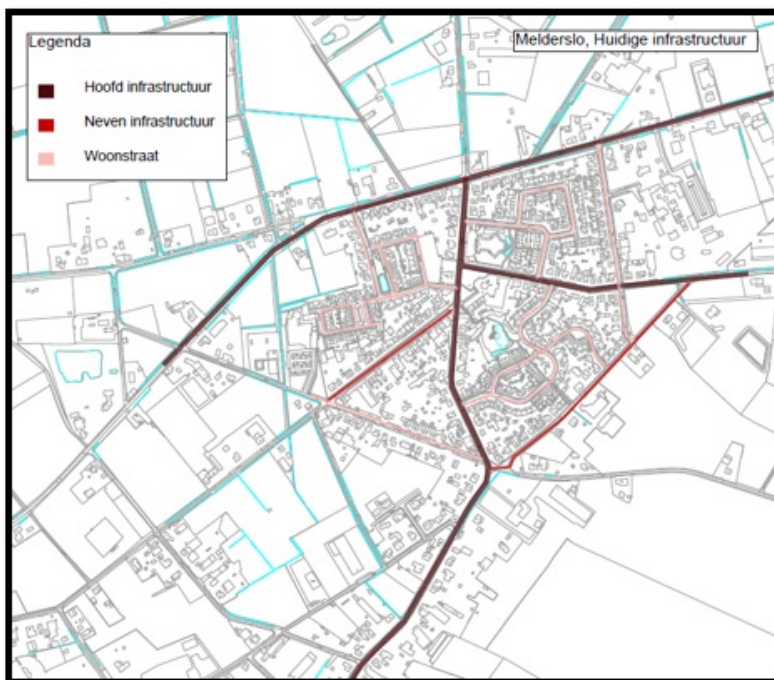 Legenda
Hoofd infrastructuur
Neven infrastructuur
Woonstraat
Melderslo, Huidige infrastructuur